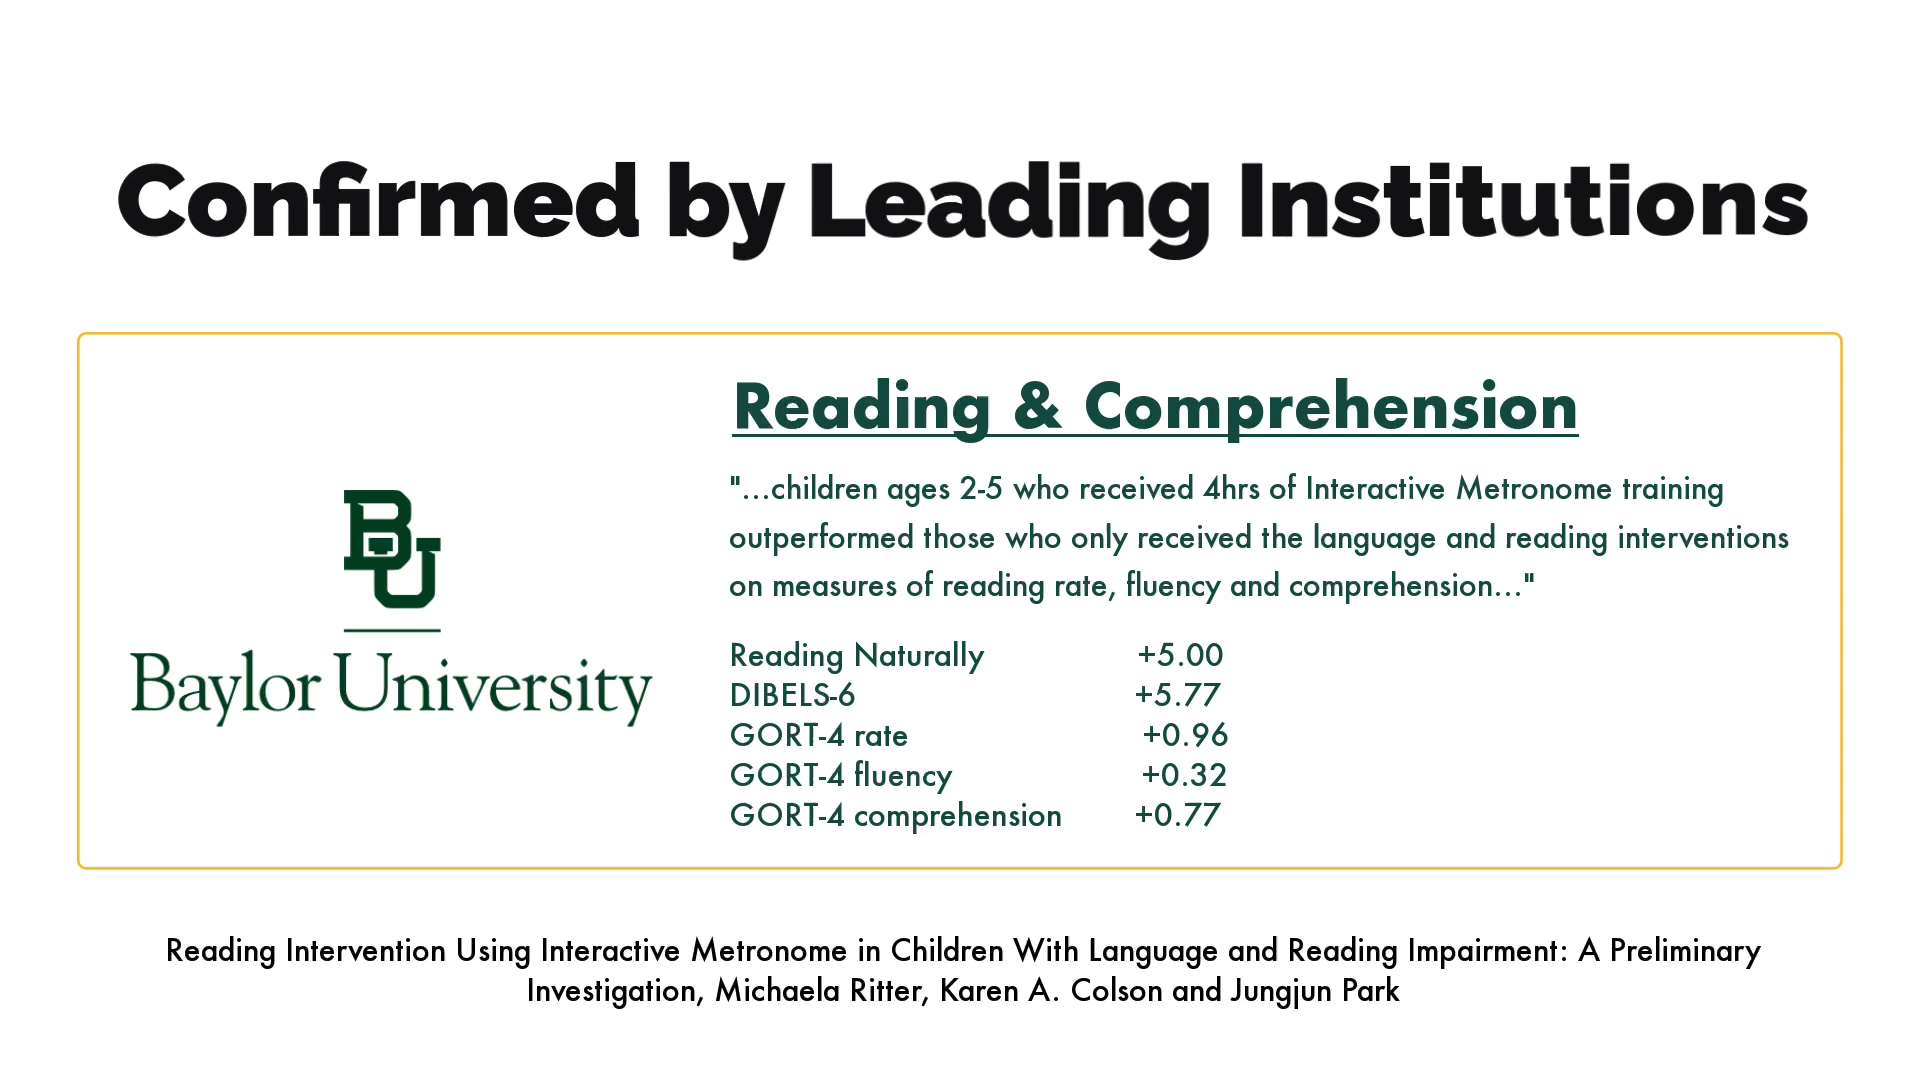 Confirmed by Leading Institutions
Reading & Comprehension
"...children ages 2-5 who received 4hrs of Interactive Metronome training
outperformed those who only received the language and reading interventions
on measures of reading rate, fluency and comprehension..."
BU
Baylor University
Reading Naturally +5.00
DIBELS-6 +5.77
GORT-4 rate +0.96
GORT-4 fluency +0.32
GORT-4 comprehension +0.77
Reading Intervention Using Interactive Metronome in Children With Language and Reading Impairment: A Preliminary
Investigation, Michaela Ritter, Karen A. Colson and Jungjun Park